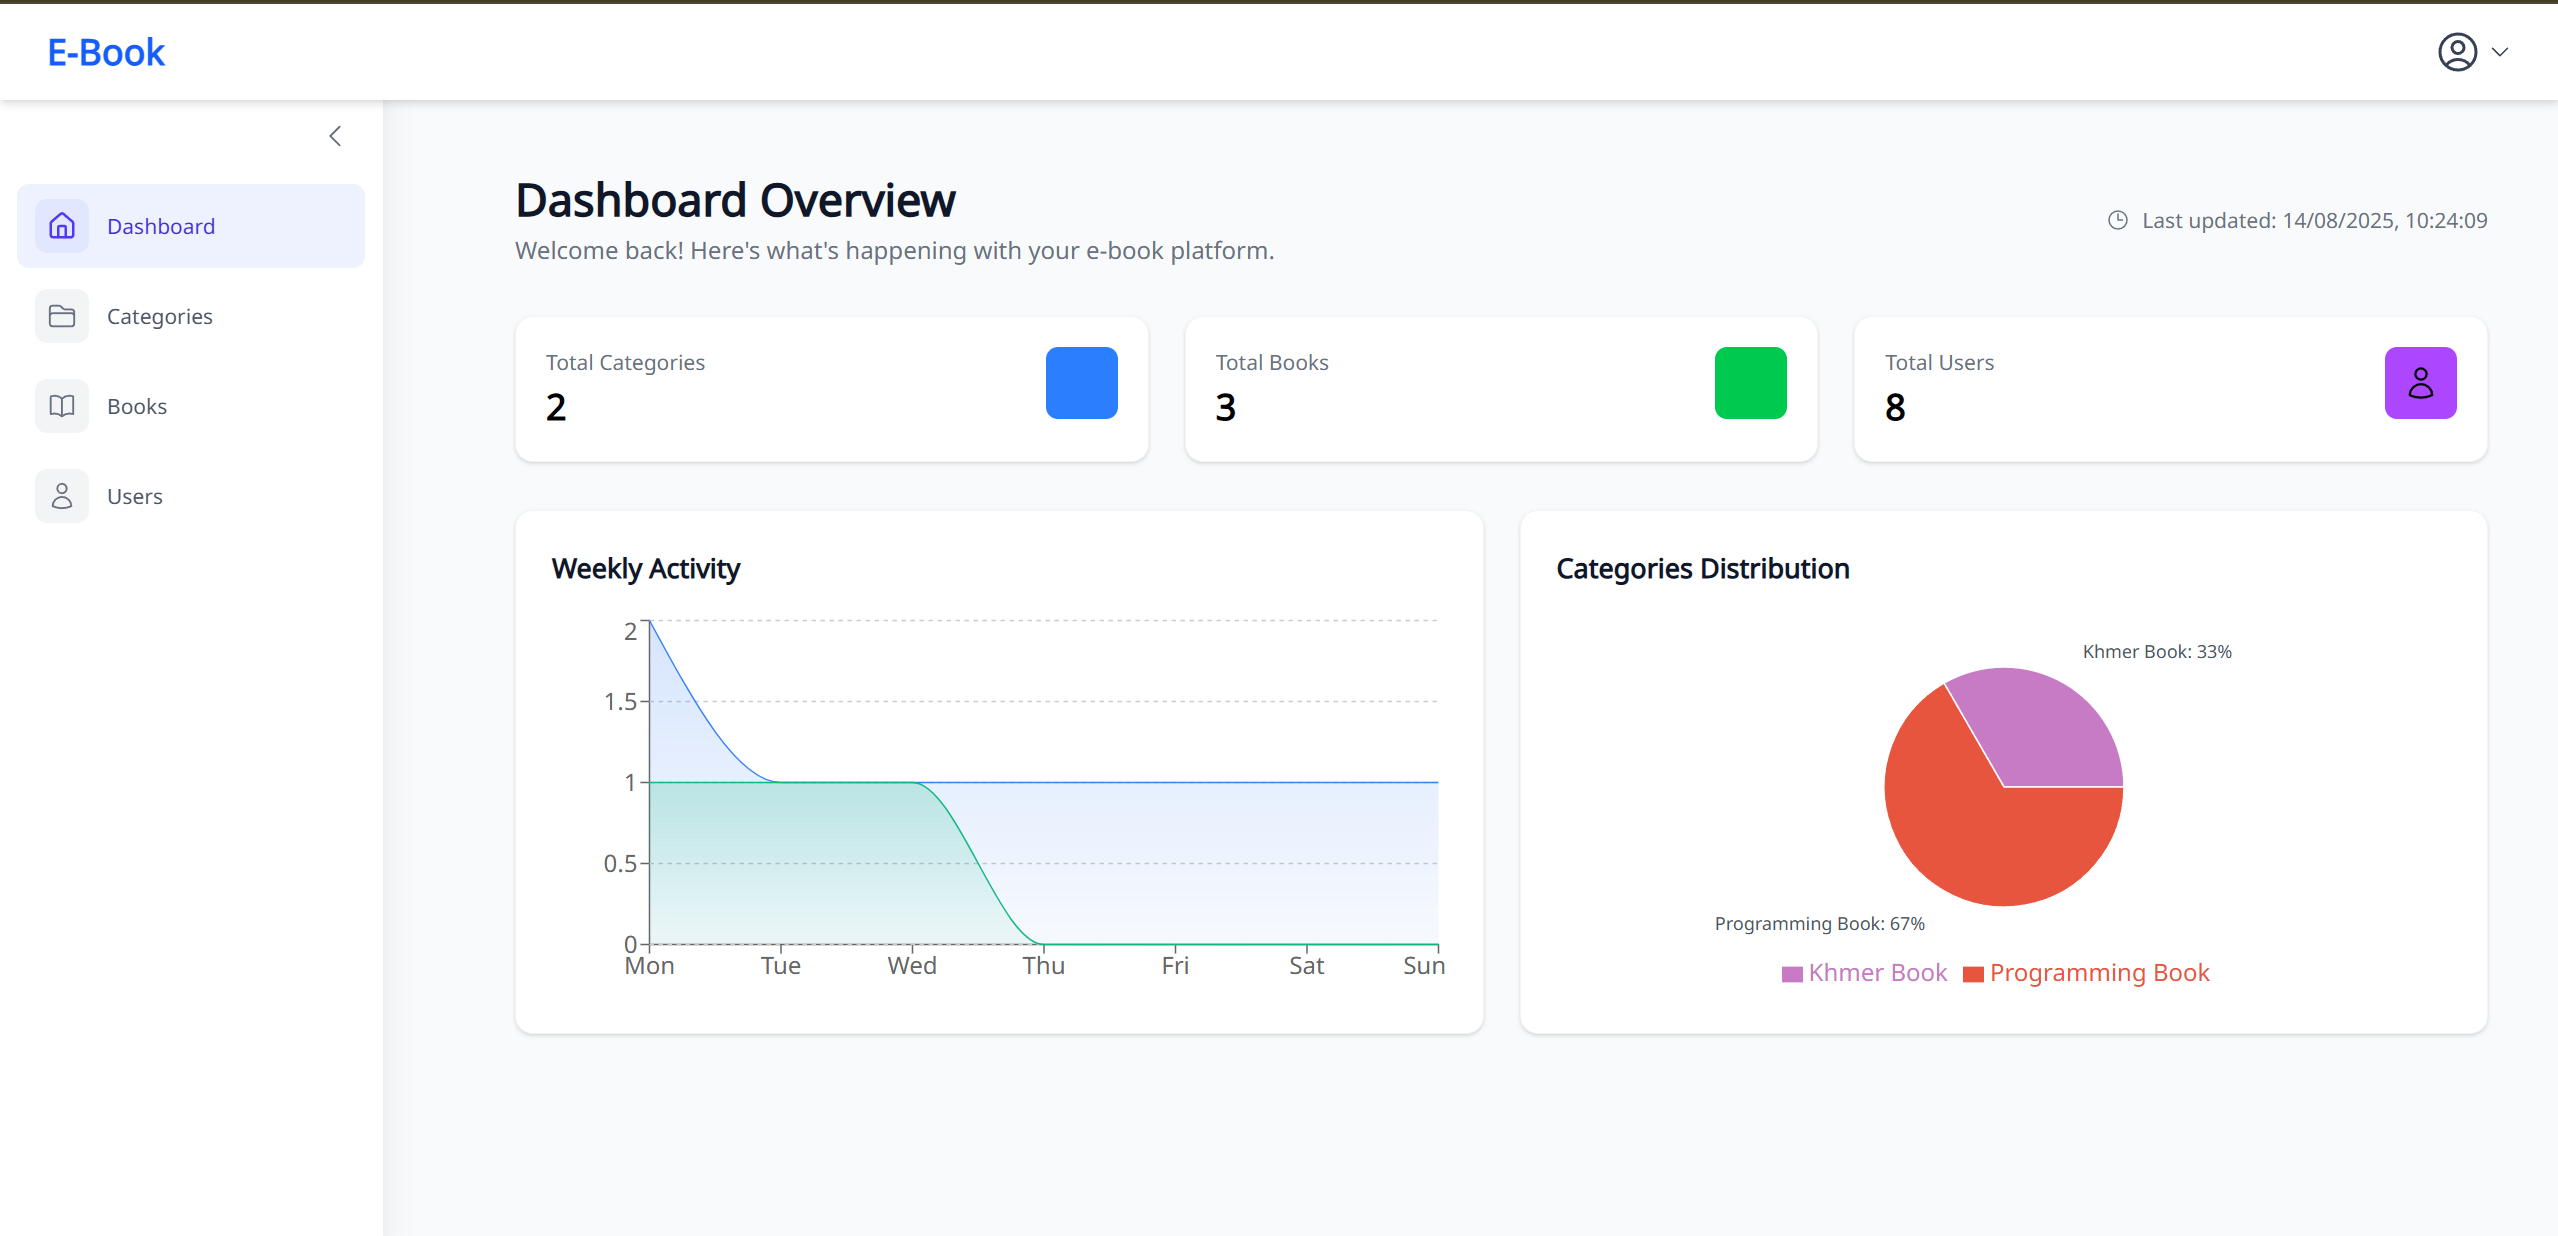 E-Book
Dashboard
Categories
Books
Users
Dashboard Overview
Welcome back! Here's what's happening with your e-book platform.
Last updated: 14/08/2025, 10:24:09
Total Categories
2
Total Books
3
Total Users
8
Weekly Activity
2
1.5
1
0.5
0
Mon Tue Wed Thu Fri Sat Sun
Categories Distribution
Khmer Book: 33%
Programming Book: 67%
Khmer Book Programming Book